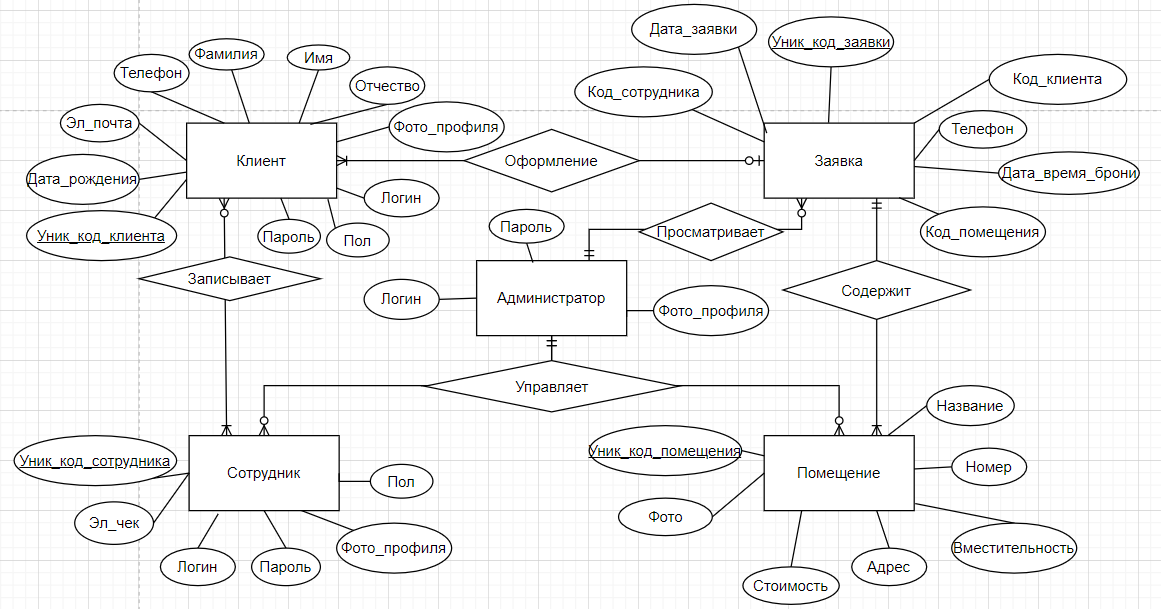 Дата_заявки
Уник_код_заявки
Фамилия
Имя
Телефон
Отчество
Код_сотрудника
Код_клиента
Эл_почта
Фото_профиля
Телефон
Клиент
Оформление
Заявка
Дата_рождения
Дата_время_брони
Логин
Уник_код_клиента
Пароль
Пол
Пароль
Просматривает
Код_помещения
Записывает
Логин
Администратор
Фото_профиля
Содержит
Управляет
Название
Уник_код_сотрудника
Сотрудник
Пол
Уник_код_помещения
Помещение
Номер
Эл_чек
Фото
Логин
Пароль
Фото_профиля
Стоимость
Адрес
Вместительность